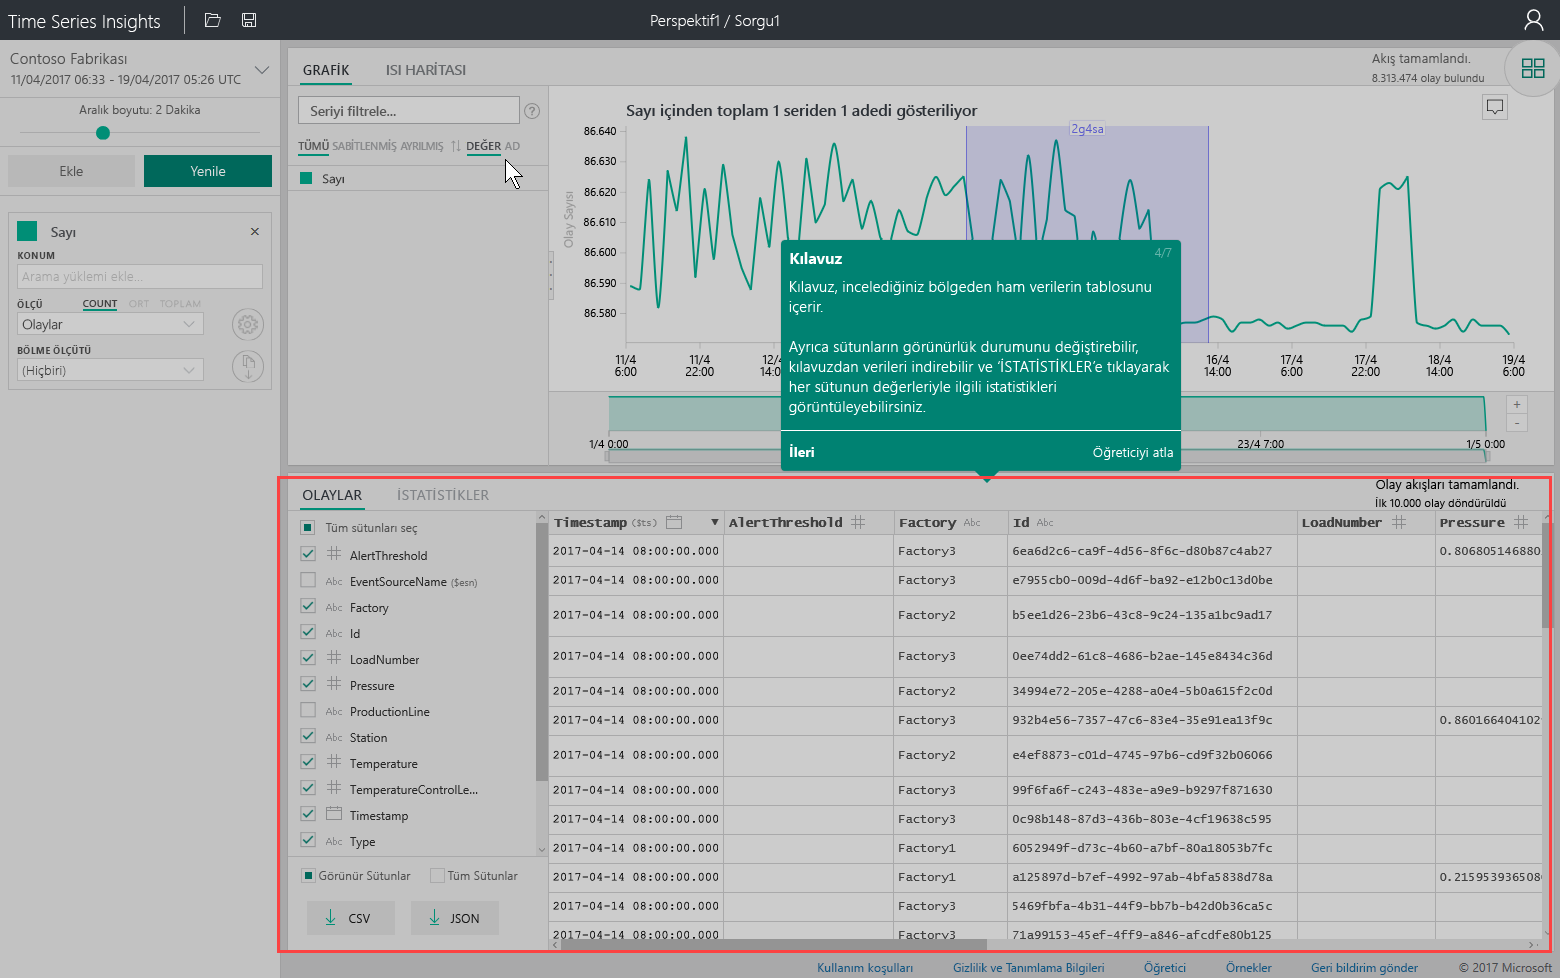 Time Series Insights
Perspektif1 / Sorgu1
Contoso Fabrikası
11/04/2017 06:33 - 19/04/2017 05:26 UTC
Aralık boyutu: 2 Dakika
Ekle
Yenile
Sayı
KONUM
Arama yüklemi ekle...
ÖLÇÜ
COUNT ORT TOPLAM
Olaylar
BÖLME ÖLÇÜTÜ
(Hiçbiri)
GRAFİK
ISI HARİTASI
Akış tamamlandı.
8.313.474 olay bulundu
Seriyi filtrele...
?
TÜMÜ SABİTLENMİŞ AYRILMIŞ DEĞER AD
Sayı
Sayı içinden toplam 1 seriden 1 adedi gösteriliyor
2g4sa
Olay Sayısı
86.640
86.630
86.620
86.610
86.600
86.590
86.580
11/4 6:00
11/4 22:00
12/4 14:0
16/4 14:00
17/4 6:00
17/4 22:00
18/4 14:00
19/4 6:00
1/4 0:00
23/4 7:00
1/5 0:00
+
-
Kılavuz
4/7
Kılavuz, incelediğiniz bölgeden ham verilerin tablosunu
içerir.
Ayrıca sütunların görünürlük durumunu değiştirebilir,
kılavuzdan verileri indirebilir ve ‘İSTATİSTİKLER’e tıklayarak
her sütunun değerleriyle ilgili istatistikleri
görüntüleyebilirsiniz.
İleri
Öğreticiyi atla
OLAYLAR
İSTATİSTİKLER
Olay akışları tamamlandı.
İlk 10.000 olay döndürüldü
Tüm sütunları seç
AlertThreshold
Abc EventSourceName ($esn)
Abc Factory
Abc Id
LoadNumber
Pressure
Abc ProductionLine
Abc Station
Temperature
TemperatureControlLe...
Timestamp
Abc Type
Görünür Sütunlar
Tüm Sütunlar
CSV
JSON
Timestamp ($ts) AlertThreshold Factory Abc Id Abc LoadNumber Pressure
2017-04-14 08:00:00.000 Factory3 6ea6d2c6-ca9f-4d56-8f6c-d80b87c4ab27 0.806805146880
2017-04-14 08:00:00.000 Factory3 e7955cb0-009d-4d6f-ba92-e12b0c13d0be
2017-04-14 08:00:00.000 Factory2 b5ee1d26-23b6-43c8-9c24-135a1bc9ad17
2017-04-14 08:00:00.000 Factory3 0ee74dd2-61c8-4686-b2ae-145e8434c36d
2017-04-14 08:00:00.000 Factory2 34994e72-205e-4288-a0e4-5b0a615f2c0d
2017-04-14 08:00:00.000 Factory3 932b4e56-7357-47c6-83e4-35e91ea13f9c 0.860166404102
2017-04-14 08:00:00.000 Factory2 e4ef8873-c01d-4745-97b6-cd9f32b06066
2017-04-14 08:00:00.000 Factory3 99f6fa6f-c243-483e-a9e9-b9297f871630
2017-04-14 08:00:00.000 Factory3 0c98b148-87d3-436b-803e-4cf19638c595
2017-04-14 08:00:00.000 Factory1 6052949f-d73c-4b60-a7bf-80a18053b7fc
2017-04-14 08:00:00.000 Factory1 a125897d-b7ef-4992-97ab-4bfa5838d78a 0.215953936508
2017-04-14 08:00:00.000 Factory3 5469fbfa-4b31-44f9-bb7b-b42d0b36ca5c
2017-04-14 08:00:00.000 Factory3 71a99153-45ef-4ff9-a846-afcdfe80b125
Kullanım koşulları
Gizlilik ve Tanımlama Bilgileri
Öğretici
Örnekler
Geri bildirim gönder
© 2017 Microsoft